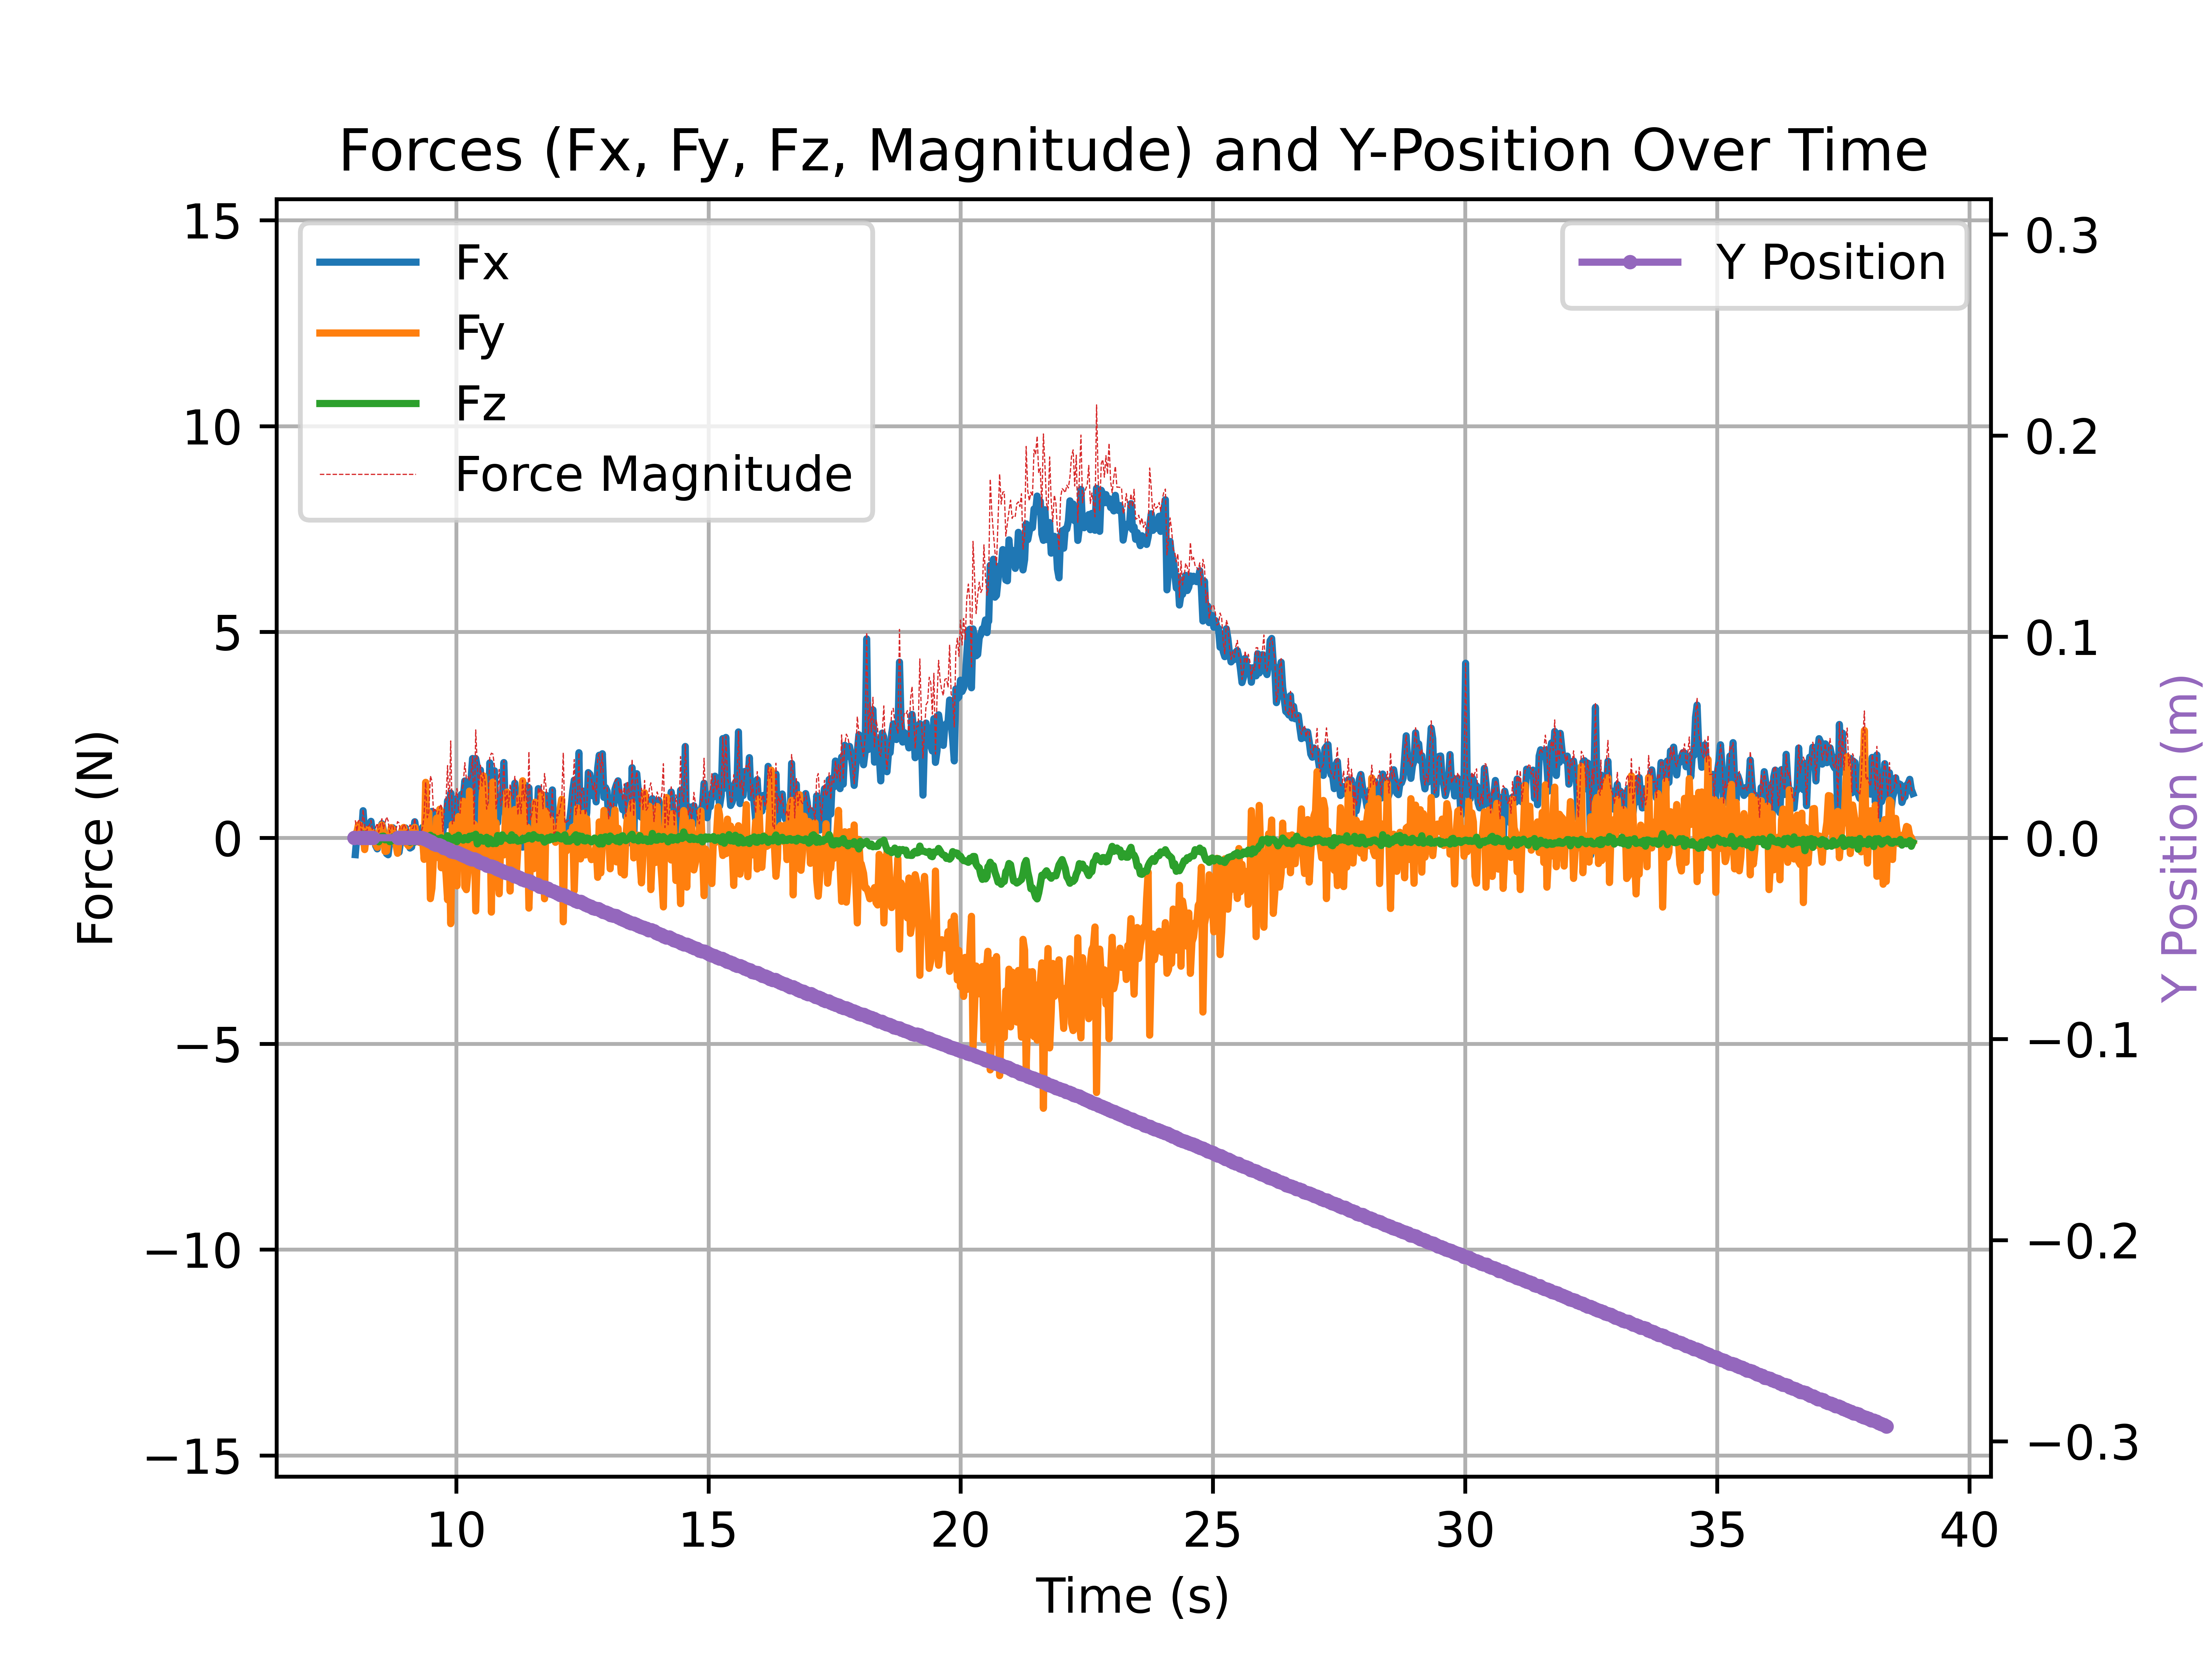 Forces (Fx, Fy, Fz, Magnitude) and Y-Position Over Time
Fx
Fy
Fz
Force Magnitude
Y Position
15
10
5
0
−5
−10
−15
Force (N)
0.3
0.2
0.1
0.0
−0.1
−0.2
−0.3
Y Position (m)
10 15 20 25 30 35 40
Time (s)